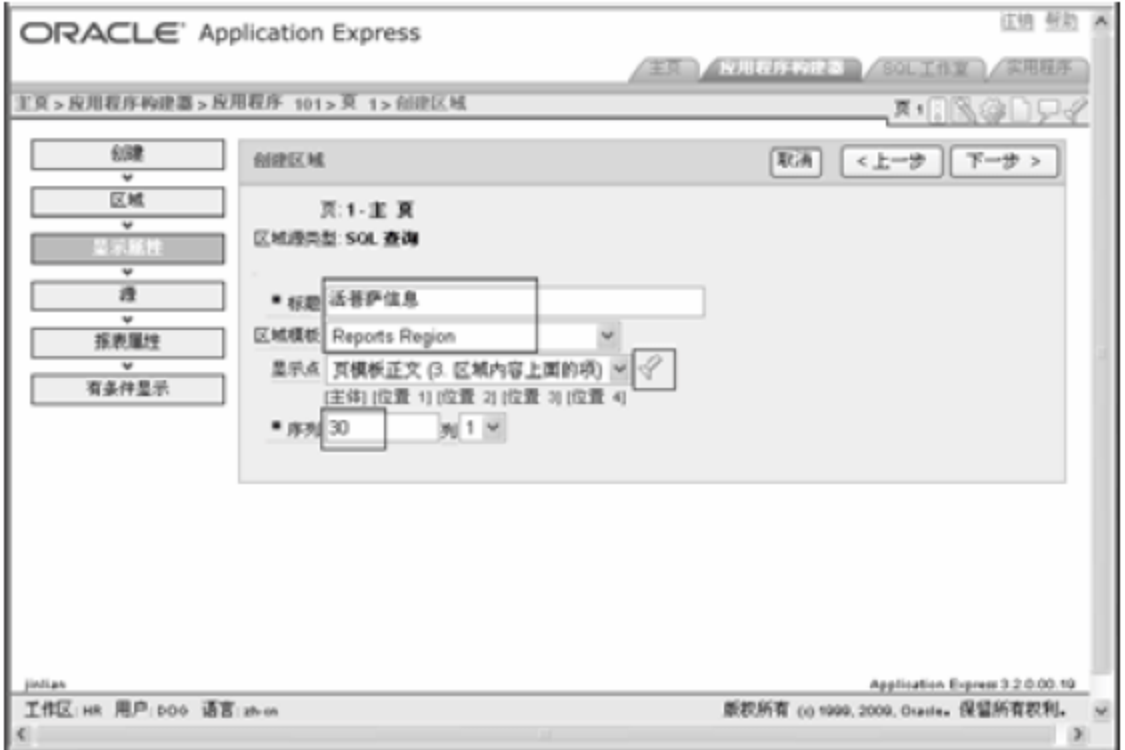 ORACLE Application Express
注销 帮助
主页 应用程序构建器 SQL 工作室 实用程序
主页 > 应用程序构建器 > 应用程序 101 > 页 1 > 创建区域
页 1
创建
区域
显示属性
源
报表属性
有条件显示
创建区域
取消 < 上一步 下一步 >
页: 1 - 主 页
区域源类型: SQL 查询
标题 活菩萨信息
区域模板 Reports Region
显示点 页模板正文 (3. 区域内容上面的项)
[主体] [位置 1] [位置 2] [位置 3] [位置 4]
序列 30 列 1
jinlian
Application Express 3.2.0.00.19
工作区: HR 用户: DOG 语言: zh-cn
版权所有 (c) 1999, 2009, Oracle。保留所有权利。